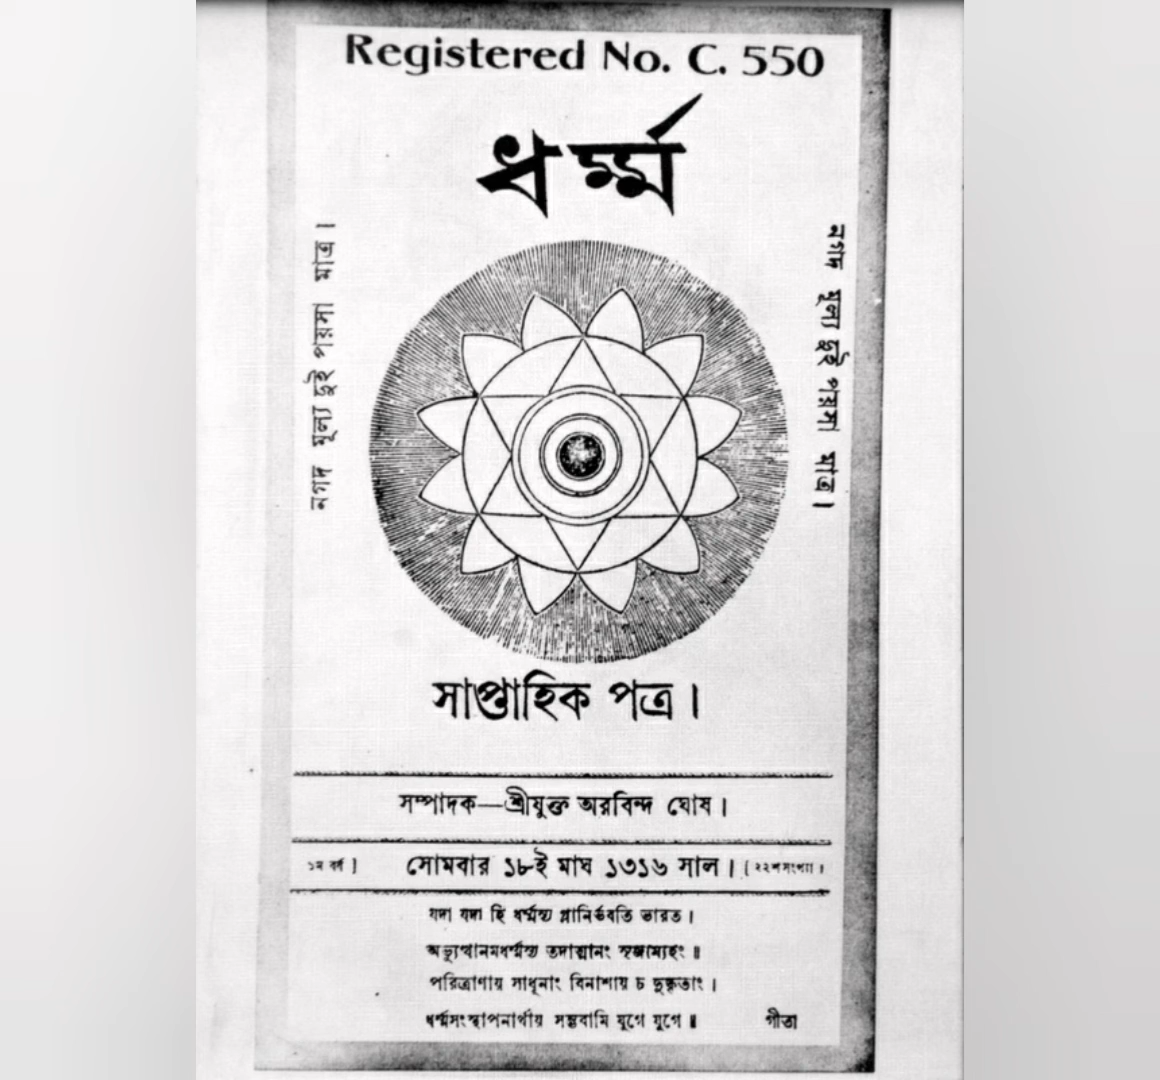 Registered No. C. 550
ধর্ম্ম
নগদ মূল্য দুই পয়সা মাত্র।
নগদ মূল্য দুই পয়সা মাত্র।
সাপ্তাহিক পত্র।
সম্পাদক—শ্রীযুক্ত অরবিন্দ ঘোষ।
১ম বর্ষ ] সোমবার ১৮ই মাঘ ১৩১৬ সাল। [ ২২শ সংখ্যা।
যদা যদা হি ধর্ম্মস্য গ্লানির্ভবতি ভারত।
অভ্যুত্থানমধর্ম্মস্য তদাত্মানং সৃজাম্যহং॥
পরিত্রাণায় সাধূনাং বিনাশায় চ দুষ্কৃতাং।
ধর্ম্মসংস্থাপনার্থায় সম্ভবামি যুগে যুগে॥ গীতা